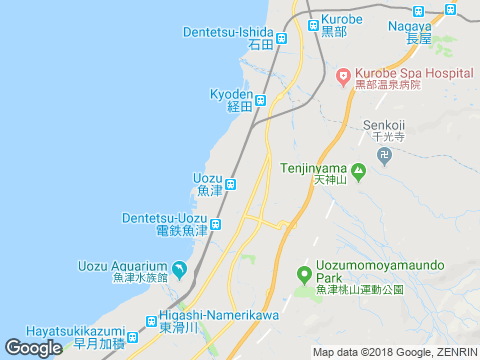 Kurobe
黒部
Nagaya
長屋
Dentetsu-Ishida
石田
Kurobe Spa Hospital
黒部温泉病院
Kyoden
経田
Senkoji
千光寺
Tenjinyama
天神山
Uozu
魚津
Dentetsu-Uozu
電鉄魚津
Uozu Aquarium
魚津水族館
Uozumomoyamaundo
Park
魚津桃山運動公園
Higashi-Namerikawa
東滑川
Hayatsukikazumi
早月加積
Google
Map data ©2018 Google, ZENRIN